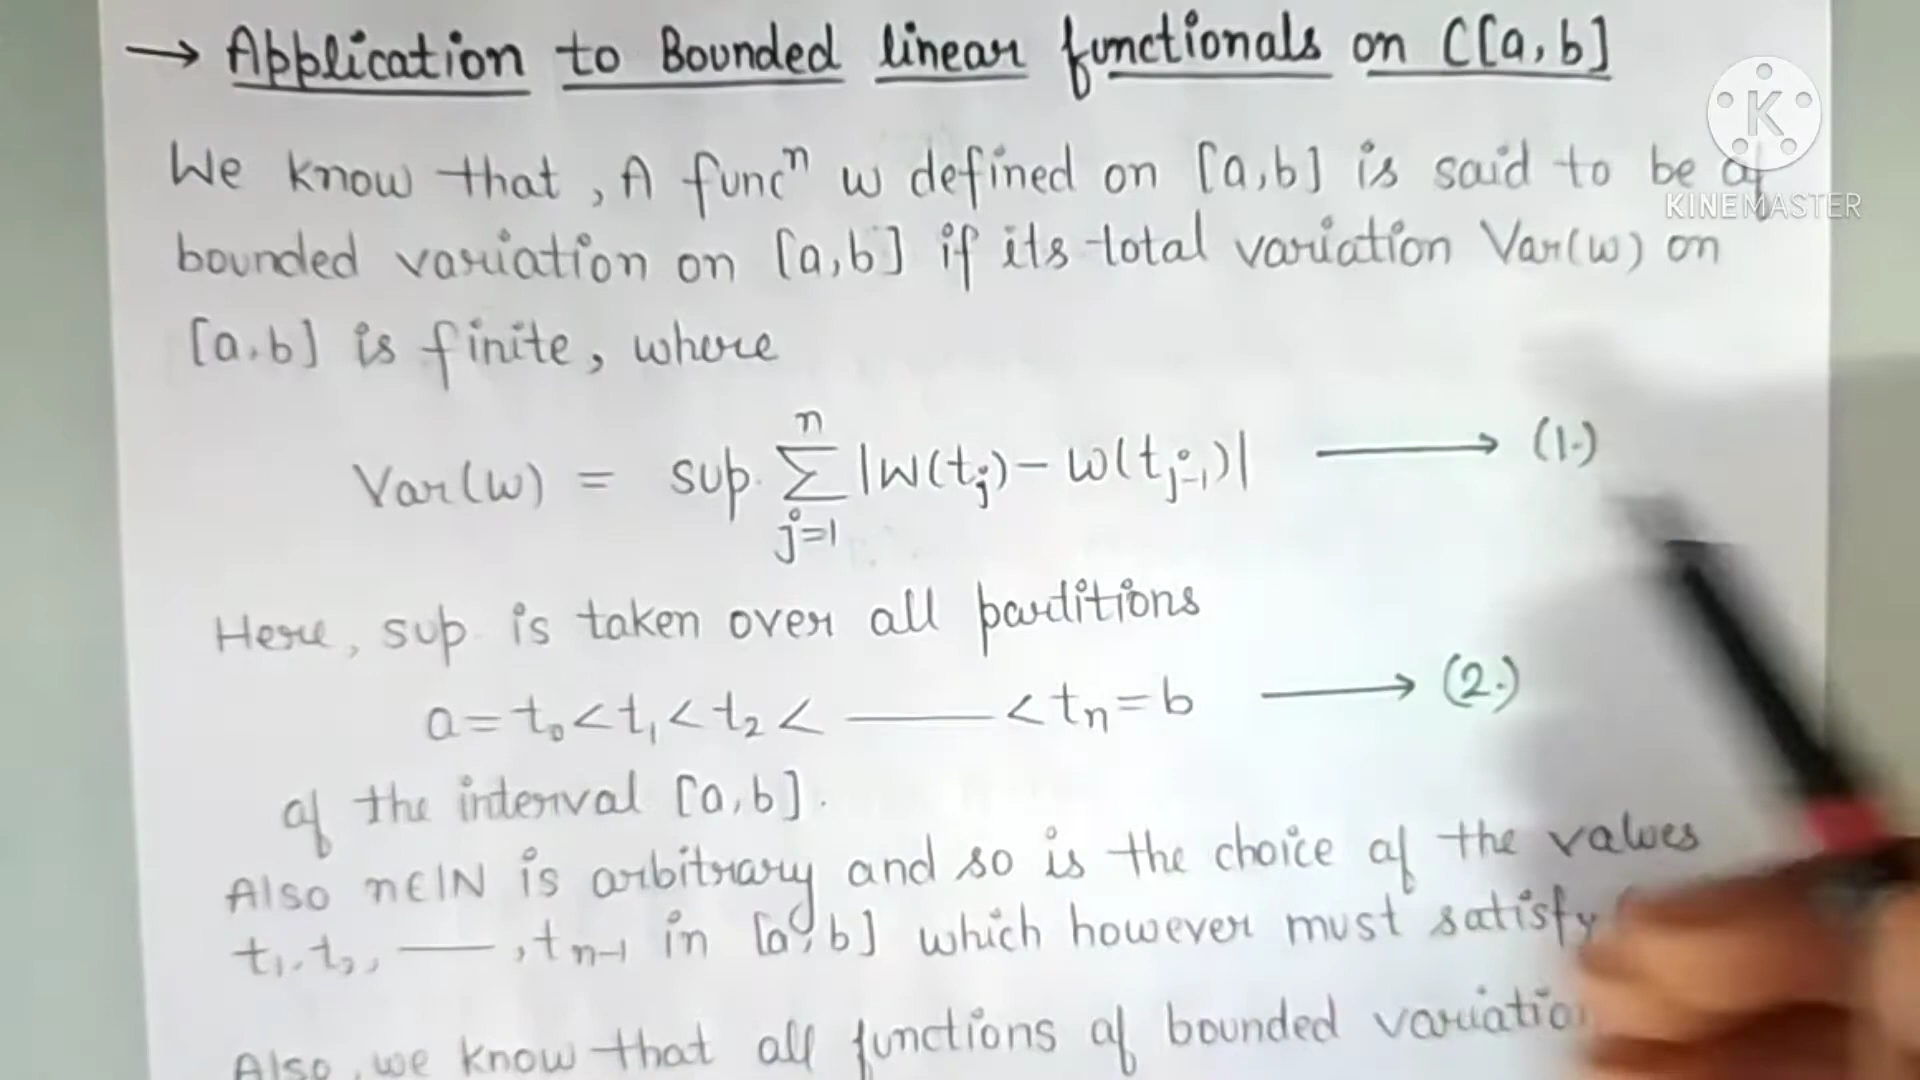 → Application to Bounded linear functionals on C[a,b]
K
KINEMASTER
We know that, A funcⁿ w defined on [a,b] is said to be of
bounded variation on [a,b] if its total variation Var(w) on
[a,b] is finite, where
Var(w) = sup. ∑_{j=1}^{n} |w(t_j) - w(t_{j-1})| ⟶ (1.)
Here, sup. is taken over all partitions
a = t₀ < t₁ < t₂ < —— < tₙ = b ⟶ (2.)
of the interval [a,b].
Also n∈ℕ is arbitrary and so is the choice of the values
t₁, t₂, ——, t_{n-1} in [a,b] which however must satisfy
Also, we know that all functions of bounded variation